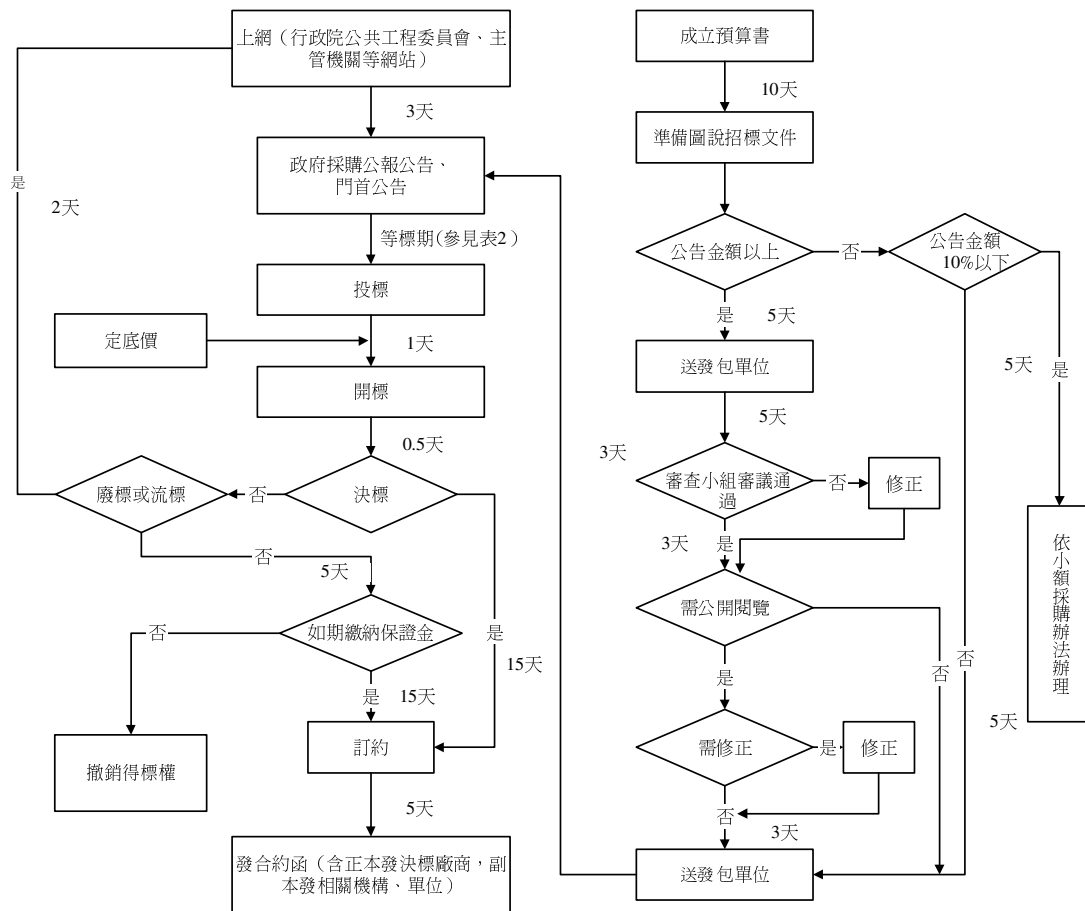 上網（行政院公共工程委員會、主
管機關等網站）
3天
政府採購公報公告、
門首公告
是
2天
等標期(參見表2）
投標
定底價
1天
開標
0.5天
廢標或流標
否
決標
否
5天
如期繳納保證金
否
是
15天
是
15天
撤銷得標權
訂約
5天
發合約函（含正本發決標廠商，副
本發相關機構、單位）
成立預算書
10天
準備圖說招標文件
公告金額以上
否
公告金額
10%以下
是
5天
送發包單位
5天
是
5天
3天
審查小組審議通
過
否
修正
3天
是
需公開閱覽
依小額採購辦法辦理
否
否
是
5天
需修正
是
修正
否
3天
送發包單位